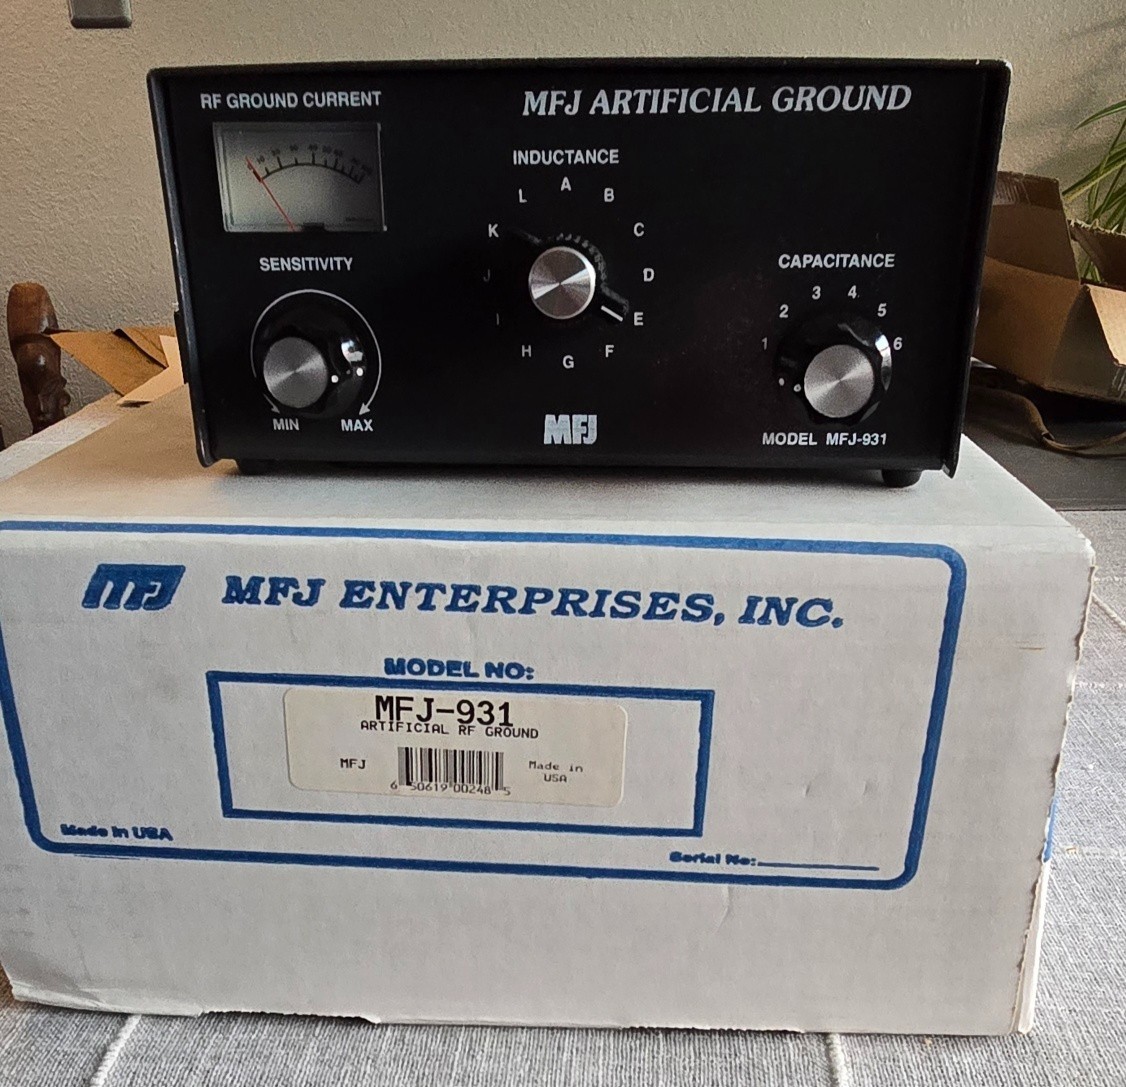 RF GROUND CURRENT
MFJ ARTIFICIAL GROUND
INDUCTANCE
A
B
C
D
E
F
G
H
I
J
K
L
SENSITIVITY
MIN MAX
CAPACITANCE
1 2 3 4 5 6
MFJ
MODEL MFJ-931
MFJ MFJ ENTERPRISES, INC.
MODEL NO:
MFJ-931
ARTIFICIAL RF GROUND
MFJ
Made in
USA
6 50619 00248 5
Made in USA
Serial No: